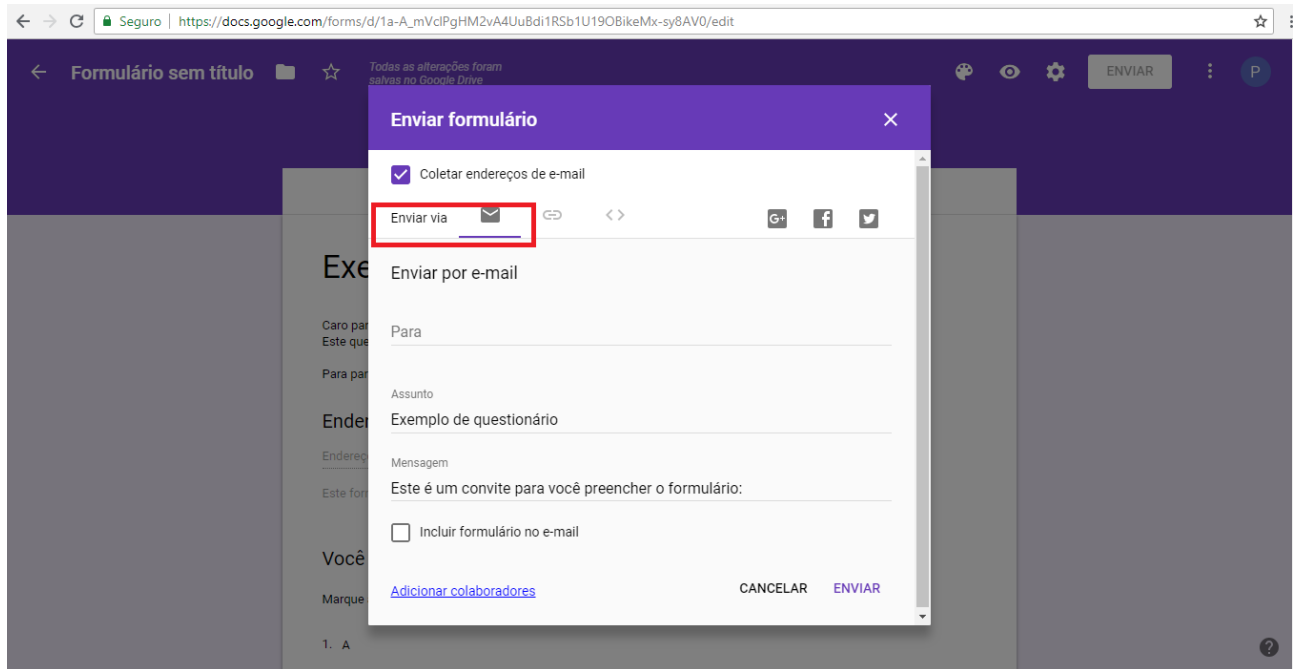 Seguro | https://docs.google.com/forms/d/1a-A_mVclPgHM2vA4UuBdi1RSb1U19OBikeMx-sy8AV0/edit
Formulário sem título
Todas as alterações foram
salvas no Google Drive
ENVIAR
P
Enviar formulário
Coletar endereços de e-mail
Enviar via
G+
Exe
Enviar por e-mail
Caro par
Este que
Para
Para par
Assunto
Exemplo de questionário
Ender
Endereç
Mensagem
Este é um convite para você preencher o formulário:
Este for
Incluir formulário no e-mail
Você
Marque
Adicionar colaboradores
CANCELAR ENVIAR
1. A